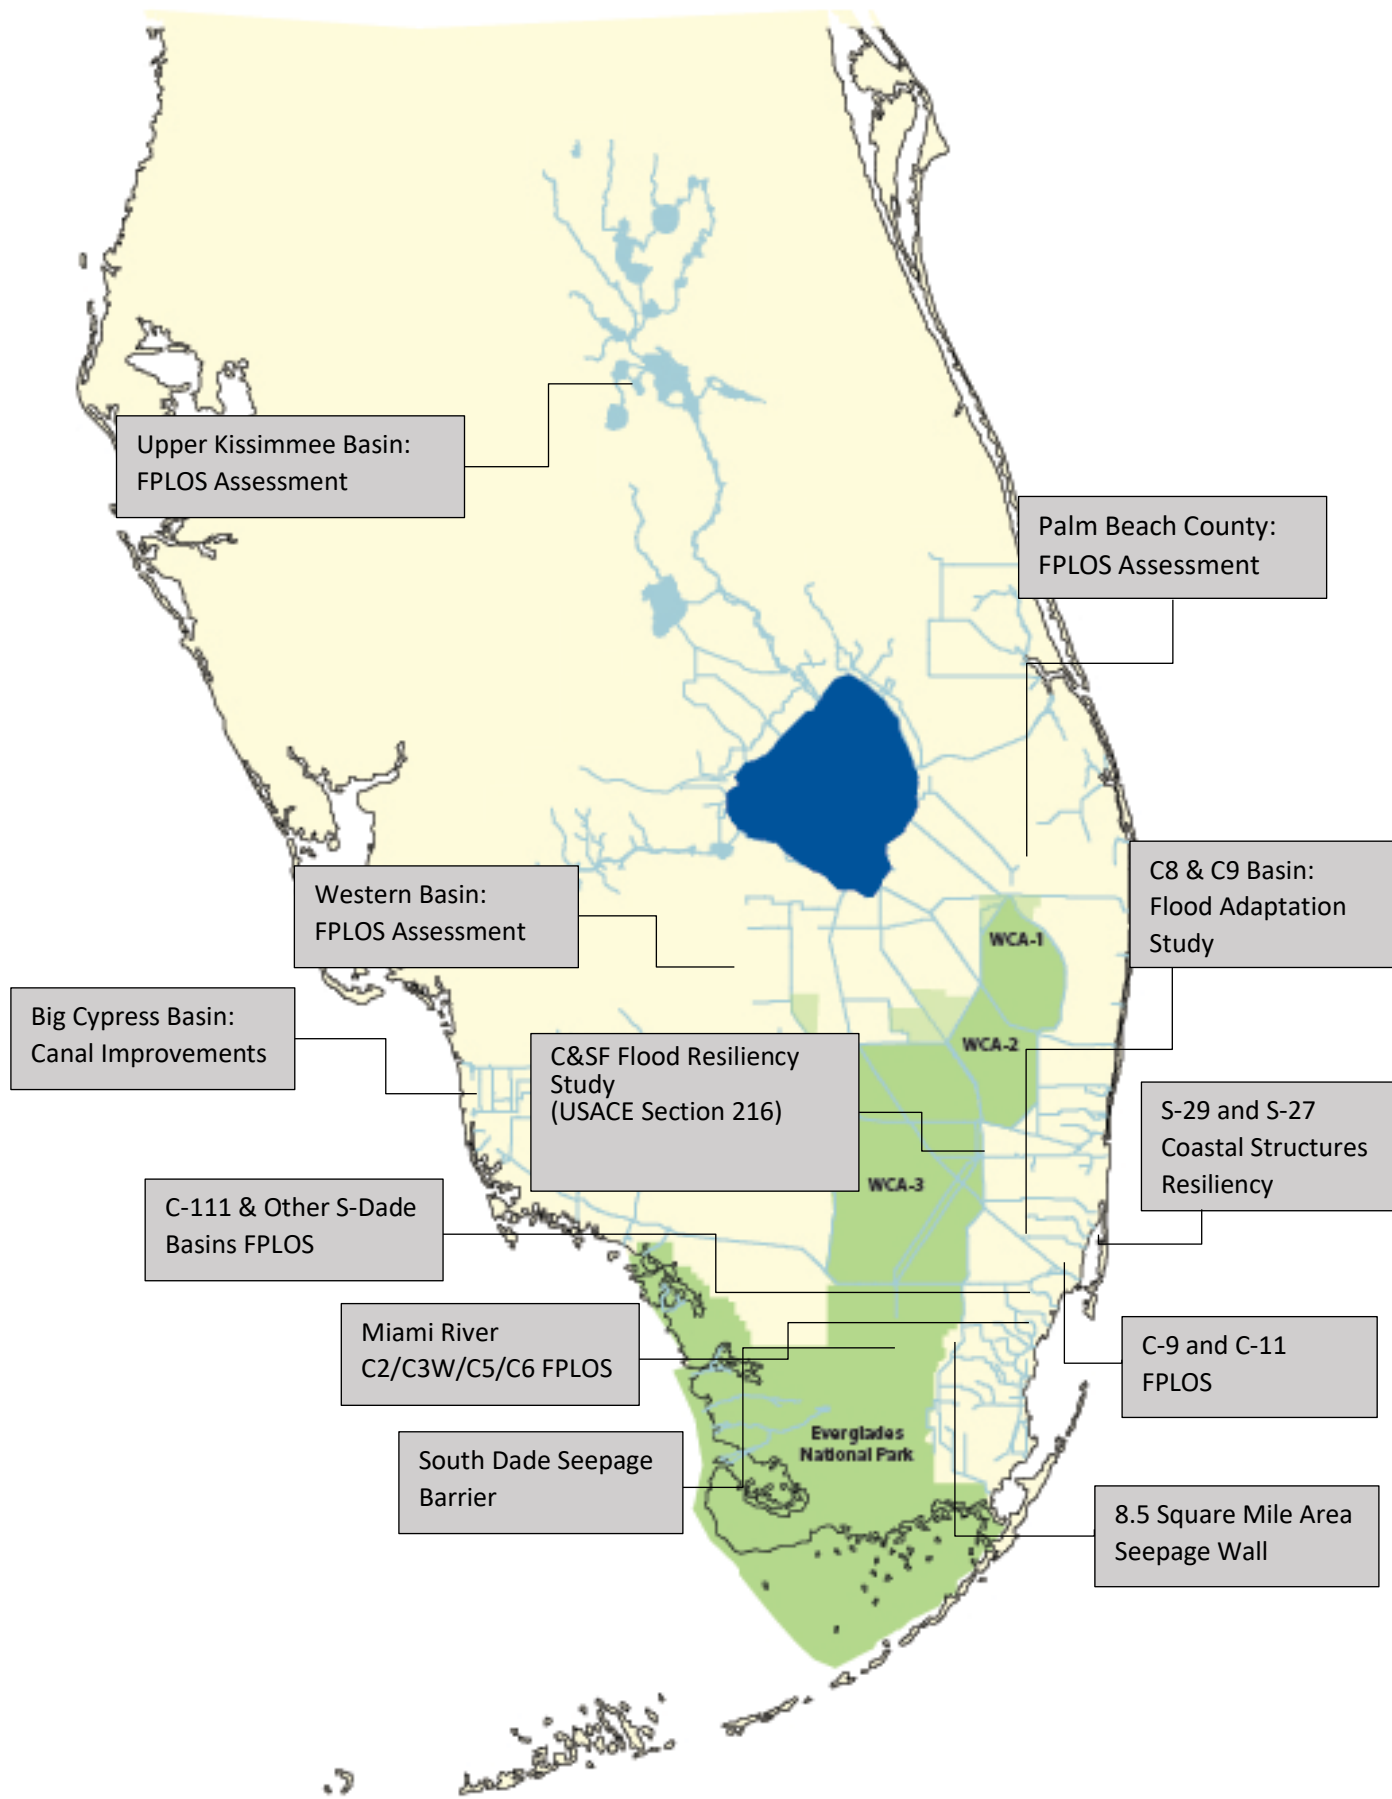 Upper Kissimmee Basin:
FPLOS Assessment
Palm Beach County:
FPLOS Assessment
C8 & C9 Basin:
Flood Adaptation
Study
Western Basin:
FPLOS Assessment
WCA-1
Big Cypress Basin:
Canal Improvements
C&SF Flood Resiliency
Study
(USACE Section 216)
WCA-2
S-29 and S-27
Coastal Structures
Resiliency
WCA-3
C-111 & Other S-Dade
Basins FPLOS
Miami River
C2/C3W/C5/C6 FPLOS
C-9 and C-11
FPLOS
Everglades
National Park
South Dade Seepage
Barrier
8.5 Square Mile Area
Seepage Wall